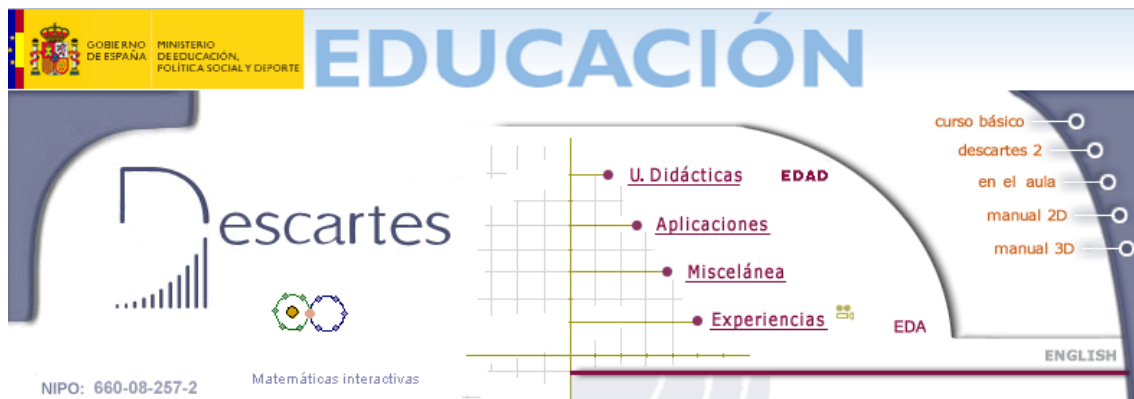 GOBIERNO
DE ESPAÑA
MINISTERIO
DE EDUCACIÓN,
POLÍTICA SOCIAL Y DEPORTE
EDUCACIÓN
curso básico
descartes 2
en el aula
manual 2D
manual 3D
U. Didácticas EDAD
Aplicaciones
Miscelánea
Experiencias EDA
Descartes
Matemáticas interactivas
NIPO: 660-08-257-2
ENGLISH